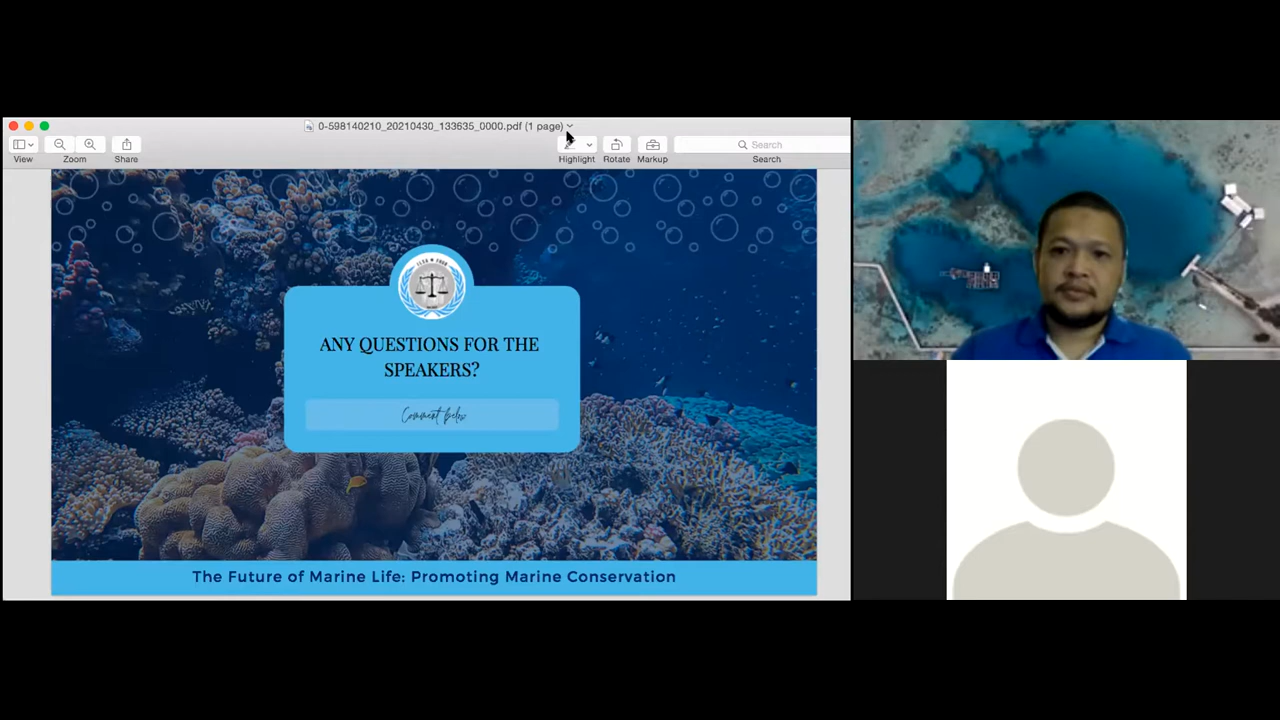 0-598140210_20210430_133635_0000.pdf (1 page)
View
Zoom
Share
Highlight
Rotate
Markup
Search
Search
ANY QUESTIONS FOR THE
SPEAKERS?
Comment below
The Future of Marine Life: Promoting Marine Conservation